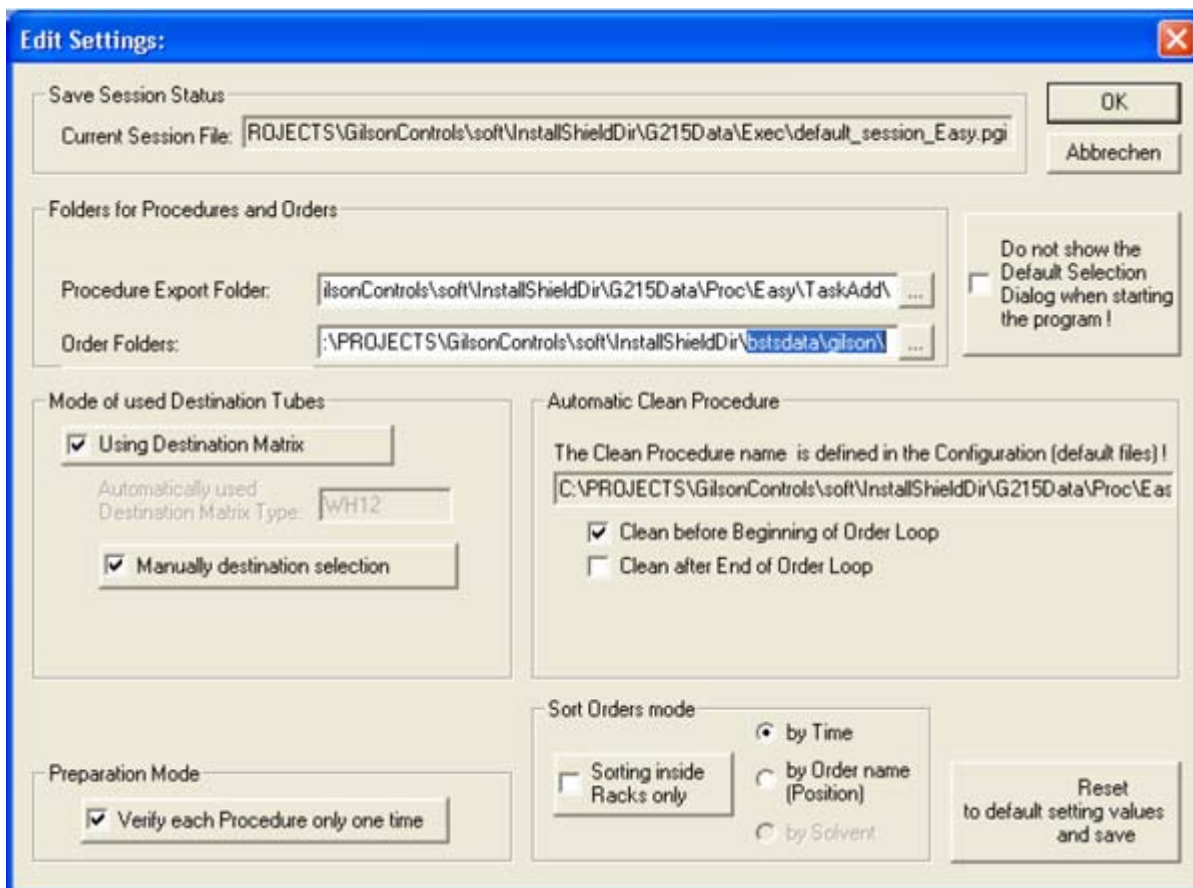 Edit Settings:
Save Session Status
Current Session File: ROJECTS\GilsonControls\soft\InstallShieldDir\G215Data\Exec\default_session_Easy.pgi
OK
Abbrechen
Folders for Procedures and Orders
Procedure Export Folder: ilsonControls\soft\InstallShieldDir\G215Data\Proc\Easy\TaskAdd\ ...
Order Folders: :\PROJECTS\GilsonControls\soft\InstallShieldDir\bstsdata\gilson\ ...
Do not show the
Default Selection
Dialog when starting
the program !
Mode of used Destination Tubes
Using Destination Matrix
Automatically used
Destination Matrix Type: WH12
Manually destination selection
Automatic Clean Procedure
The Clean Procedure name is defined in the Configuration (default files) !
C:\PROJECTS\GilsonControls\soft\InstallShieldDir\G215Data\Proc\Eas
Clean before Beginning of Order Loop
Clean after End of Order Loop
Preparation Mode
Verify each Procedure only one time
Sort Orders mode
Sorting inside
Racks only
by Time
by Order name
(Position)
by Solvent
Reset
to default setting values
and save